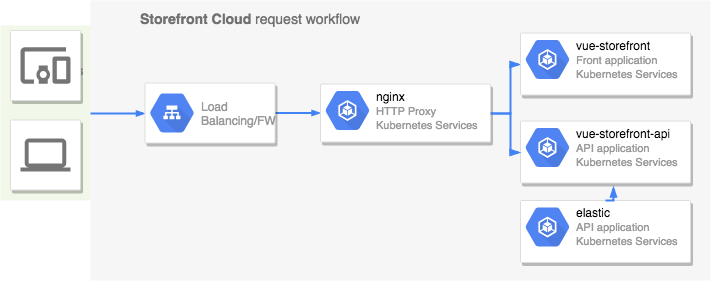 Storefront Cloud request workflow
Load
Balancing/FW
nginx
HTTP Proxy
Kubernetes Services
vue-storefront
Front application
Kubernetes Services
vue-storefront-api
API application
Kubernetes Services
elastic
API application
Kubernetes Services